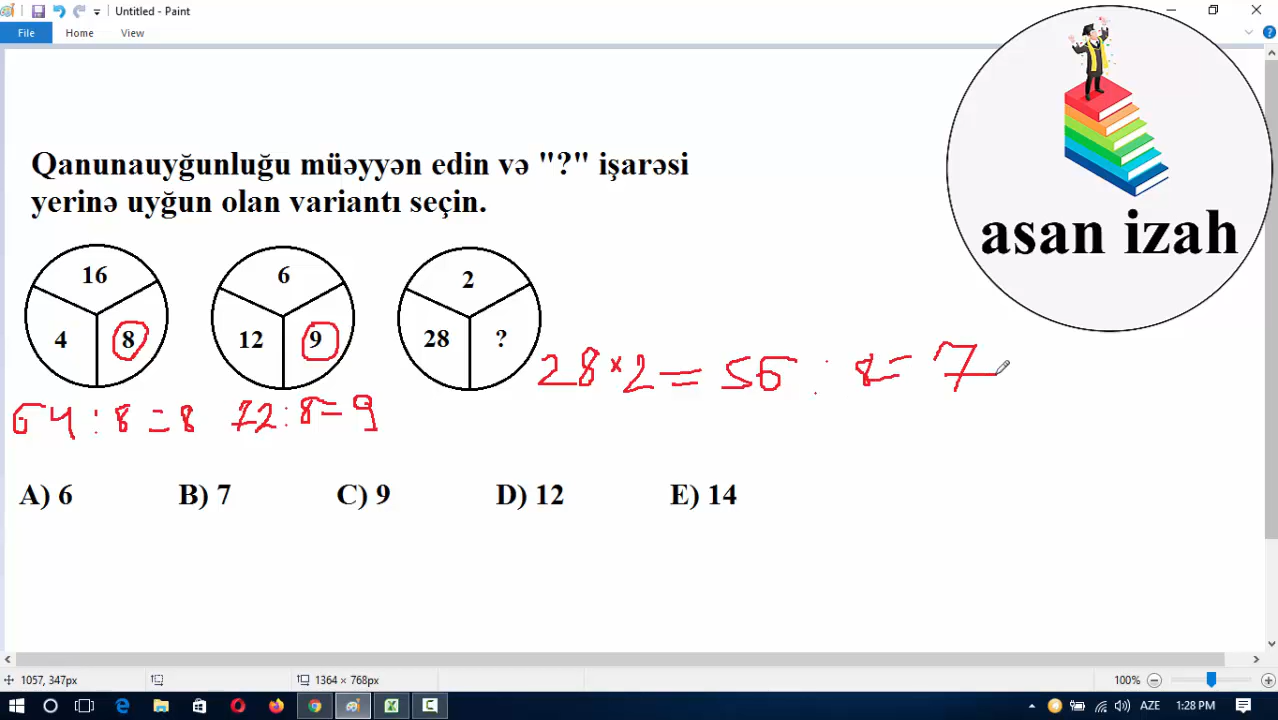 Untitled - Paint
File Home View
Qanunauyğunluğu müəyyən edin və "?" işarəsi
yerinə uyğun olan variantı seçin.
asan izah
16 6 2
4 8 12 9 28 ?
28 × 2 = 56 : 8 = 7
64 : 8 = 8 72 : 8 = 9
A) 6 B) 7 C) 9 D) 12 E) 14
1057, 347px 1364 × 768px 100%
AZE 1:28 PM